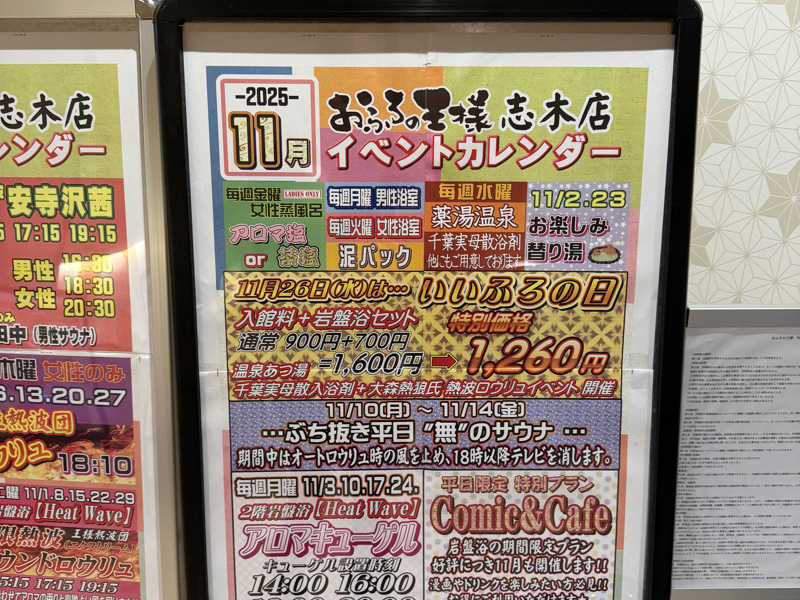 志木店
レンダー
安寺沢茜
17:15 19:15
男性
18:30
女性
20:30
田中(男性サウナ)
木曜 女性のみ
6.13.20.27
熱波団
18:10
11/1.8.15.22.29
岩盤浴【Heat Wave】
王様熱波団
ウンドロウリュ
5:15 17:15 19:15
-2025-
11月
おふろの王様 志木店
イベントカレンダー
毎週金曜 LADIES ONLY
女性蒸風呂
アロマ塩
or
毎週月曜 男性浴室
毎週火曜 女性浴室
泥パック
毎週水曜
薬湯温泉
千葉実母散浴剤
他にもご用意しております
11/2.23
お楽しみ
替り湯
11月26日(水)は… いいふろの日
入館料+岩盤浴セット
特別価格
通常 900円+700円
=1,600円
1,260円
温泉あつ湯
千葉実母散入浴剤+大森熱狼氏 熱波ロウリュイベント 開催
11/10(月) ～ 11/14(金)
…ぶち抜き平日 “無”のサウナ …
期間中はオートロウリュ時の風を止め、18時以降テレビを消します。
毎週月曜 11/3.10.17.24.
2階岩盤浴【Heat Wave】
アロマキューゲル
キューゲル設置時刻
14:00 16:00
平日限定 特別プラン
Comic&Cafe
岩盤浴の期間限定プラン
好評につき11月も開催します!!
漫画やドリンクも楽しみたい方必見!!